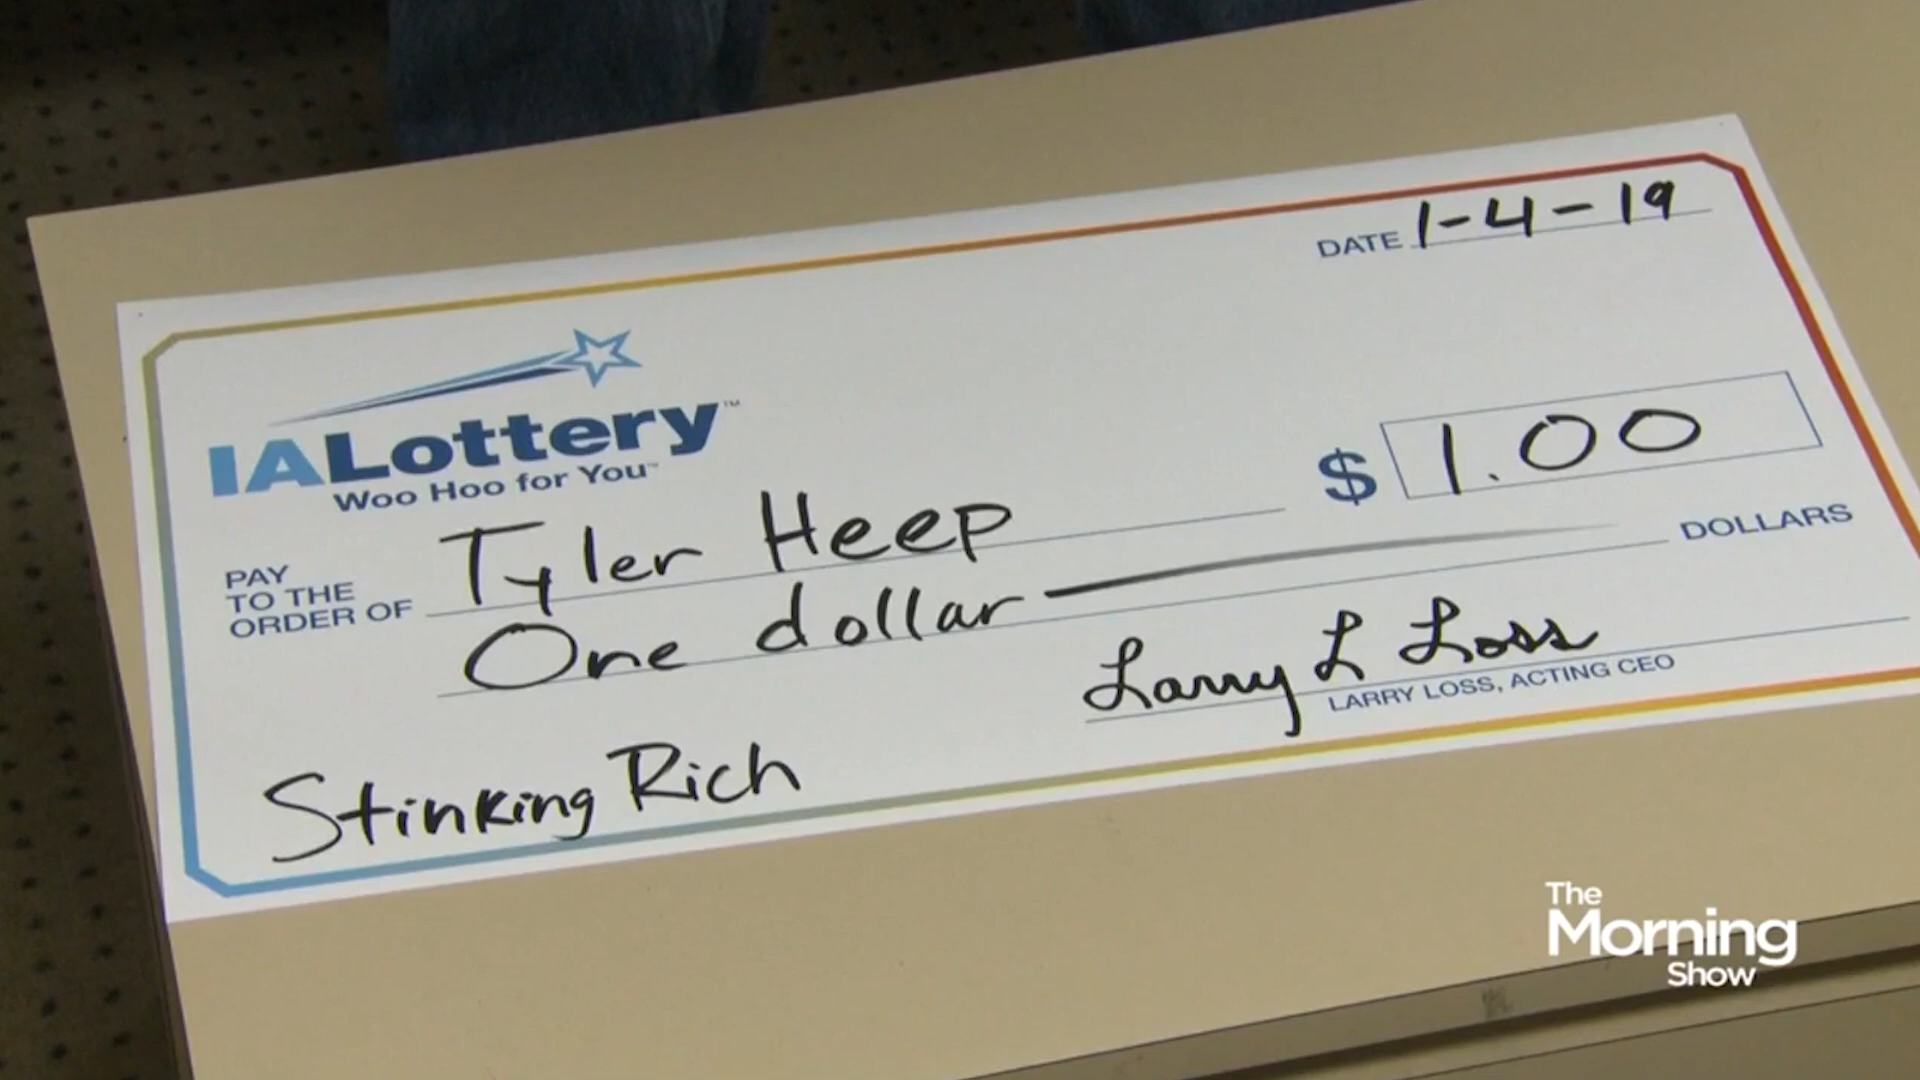 DATE 1-4-19
IALottery™
Woo Hoo for You™
$ 1.00
PAY
TO THE
ORDER OF
Tyler Heep
One dollar
DOLLARS
Larry L Loss
LARRY LOSS, ACTING CEO
Stinking Rich
The
Morning
Show